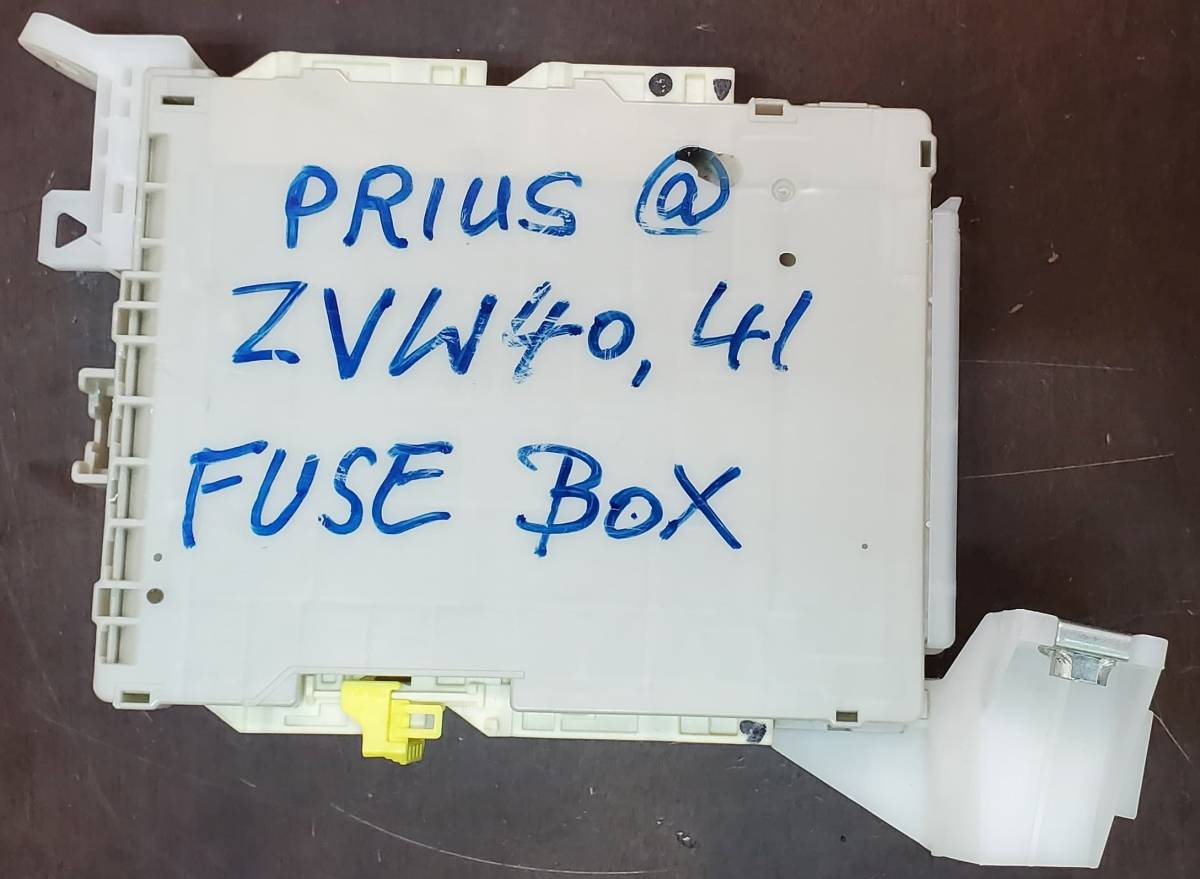 PRIUS @
ZVW40, 41
FUSE BOX